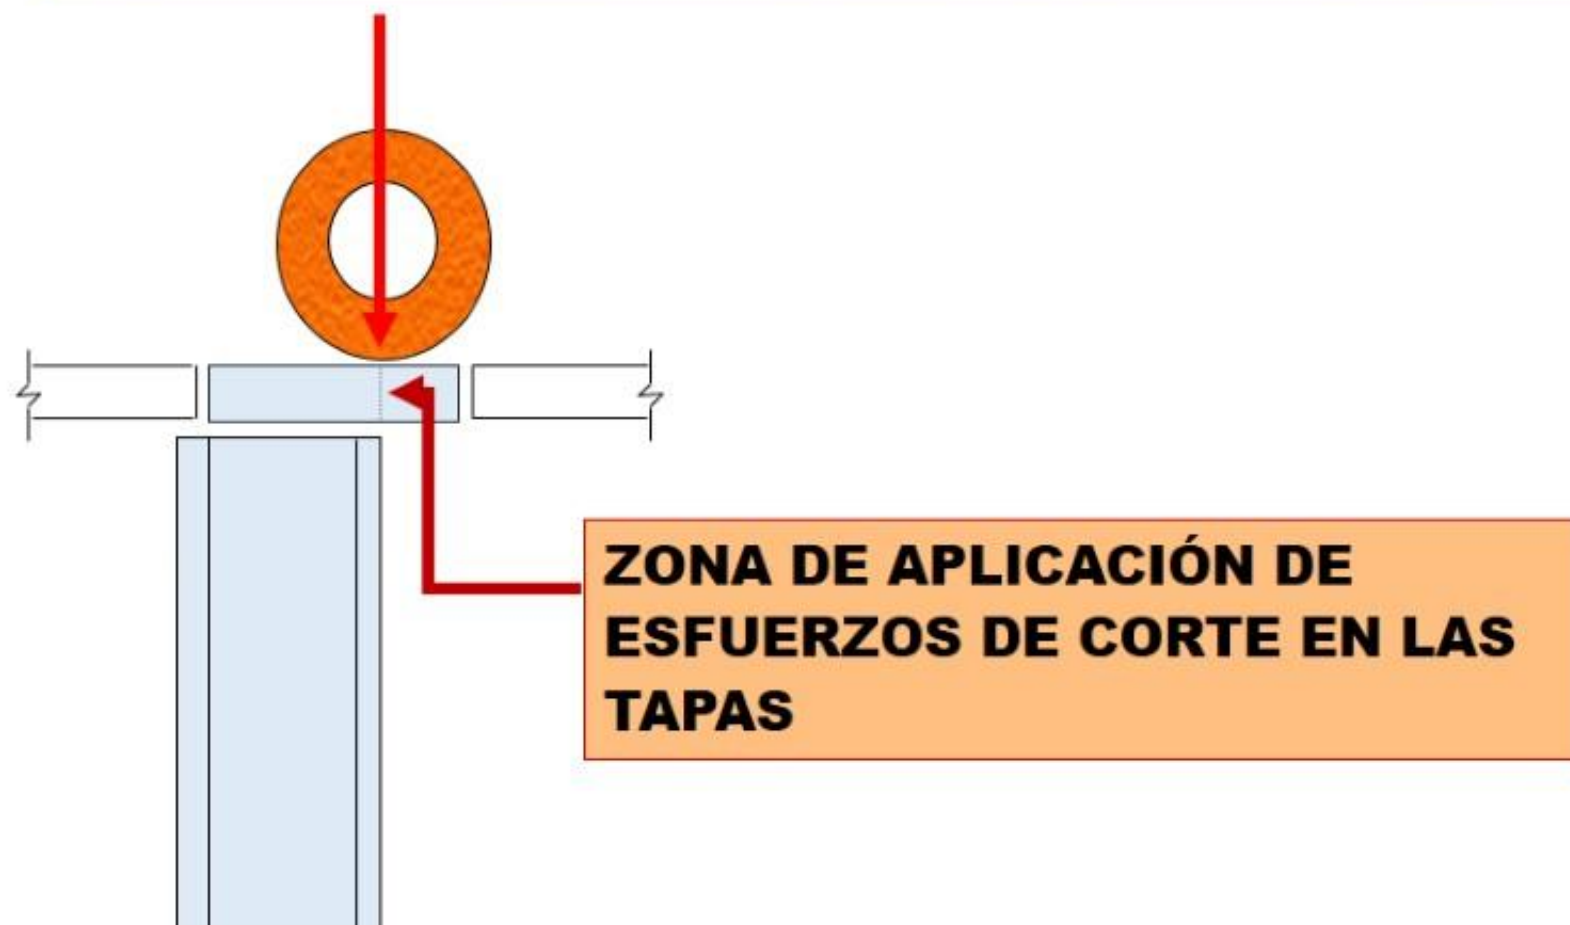 ZONA DE APLICACIÓN DE
ESFUERZOS DE CORTE EN LAS
TAPAS